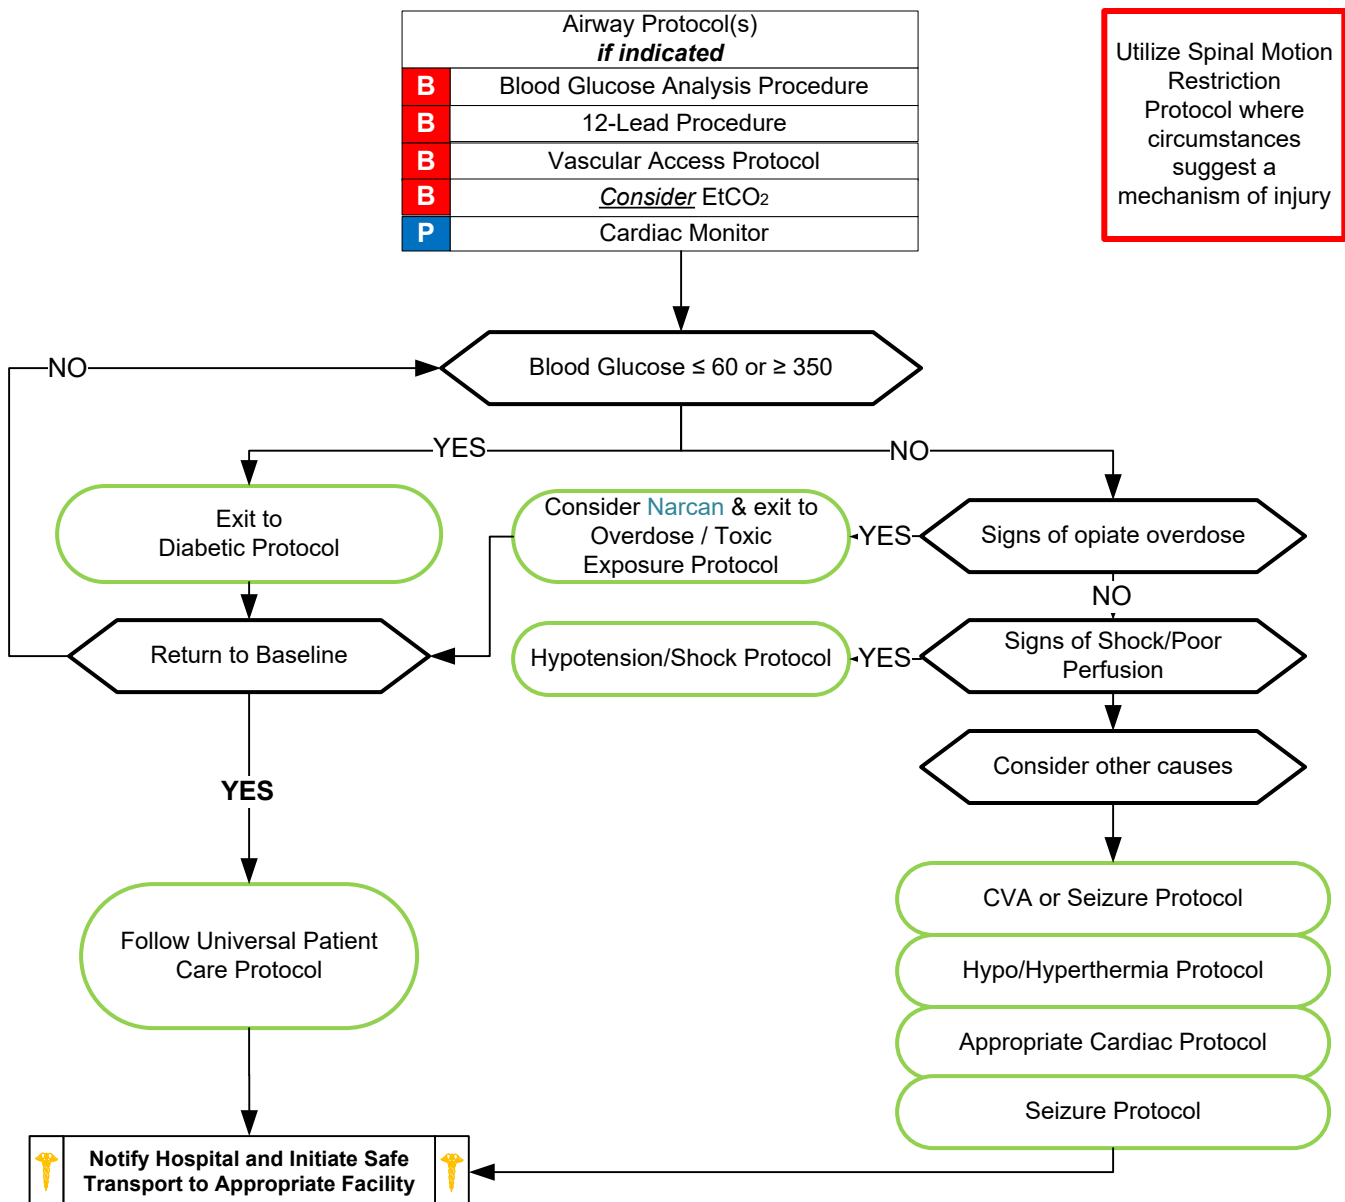 Airway Protocol(s)
if indicated
B Blood Glucose Analysis Procedure
B 12-Lead Procedure
B Vascular Access Protocol
B Consider EtCO2
P Cardiac Monitor
Utilize Spinal Motion
Restriction
Protocol where
circumstances
suggest a
mechanism of injury
NO
Blood Glucose ≤ 60 or ≥ 350
YES
NO
Exit to
Diabetic Protocol
Consider Narcan & exit to
Overdose / Toxic
Exposure Protocol
YES
Signs of opiate overdose
NO
Return to Baseline
Hypotension/Shock Protocol
YES
Signs of Shock/Poor
Perfusion
Consider other causes
YES
CVA or Seizure Protocol
Follow Universal Patient
Care Protocol
Hypo/Hyperthermia Protocol
Appropriate Cardiac Protocol
Seizure Protocol
Notify Hospital and Initiate Safe
Transport to Appropriate Facility